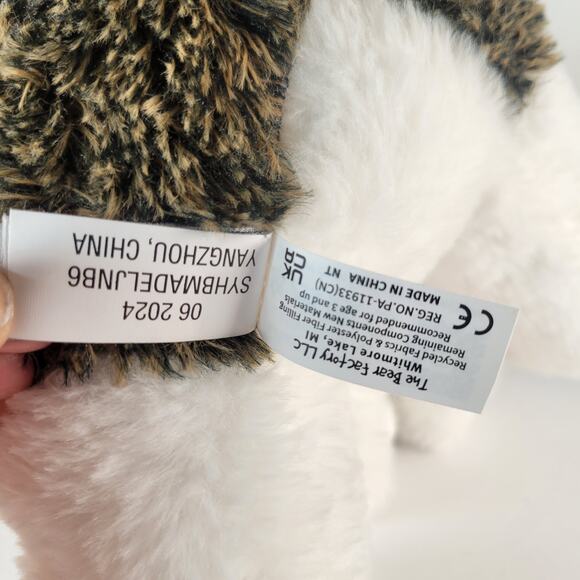 06 2024
SYHBMADELJNB6
YANGZHOU, CHINA
The Bear Factory LLC
Whitmore Lake, MI
Recycled Fabrics & Polyester Fiber Filling
Remaining Components New Materials
Recommended for age 3 and up
REG.NO.PA-11933(CN)
MADE IN CHINA NT
CE
UK
CA